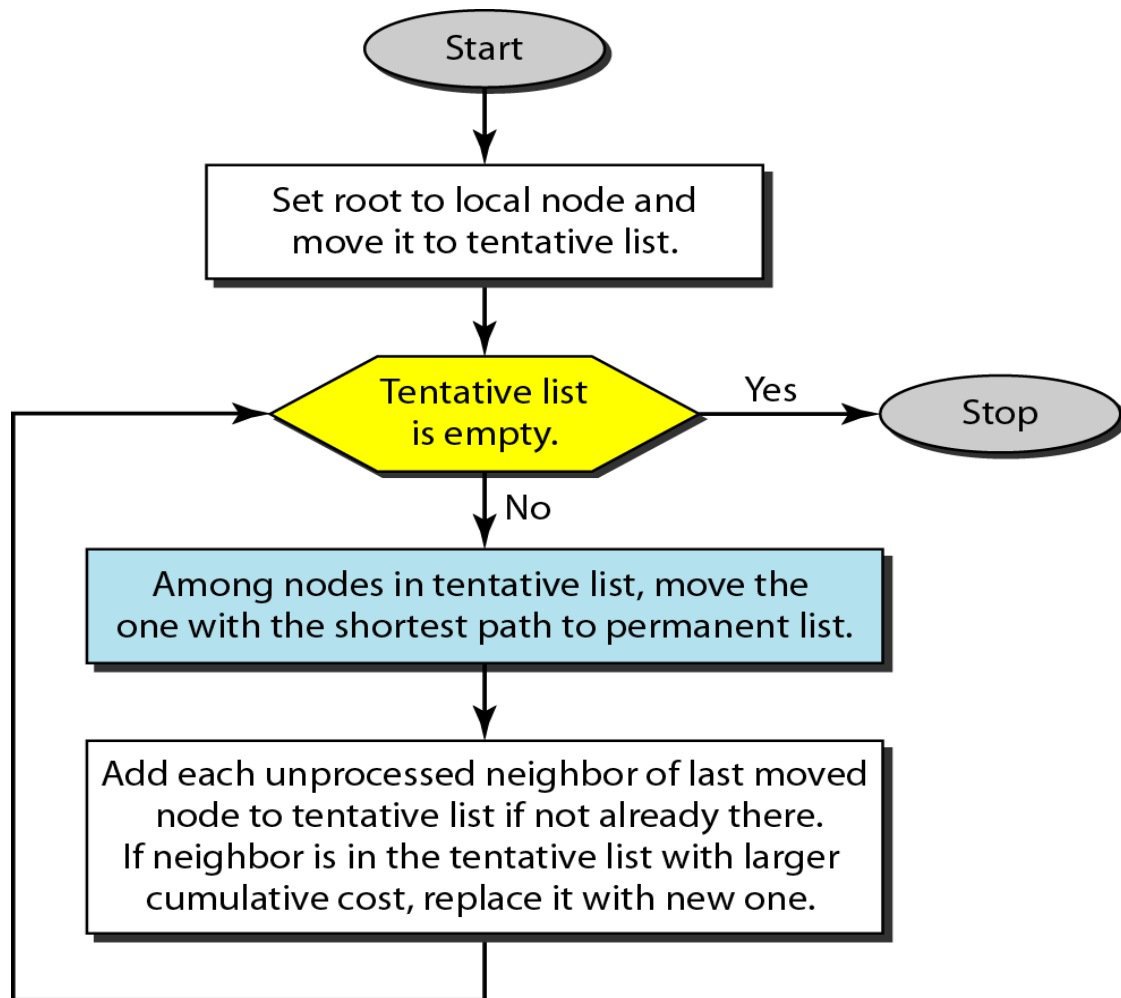 Start
Set root to local node and
move it to tentative list.
Tentative list
is empty.
Yes
Stop
No
Among nodes in tentative list, move the
one with the shortest path to permanent list.
Add each unprocessed neighbor of last moved
node to tentative list if not already there.
If neighbor is in the tentative list with larger
cumulative cost, replace it with new one.